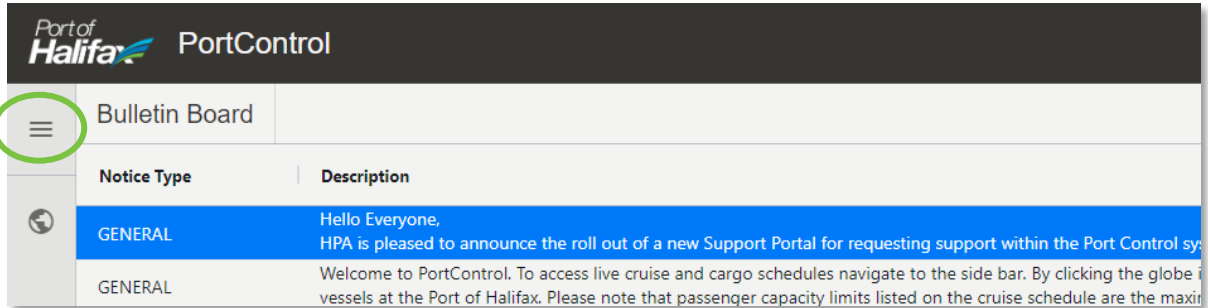 Port of
Halifax
PortControl
Bulletin Board
Notice Type
Description
GENERAL
Hello Everyone,
HPA is pleased to announce the roll out of a new Support Portal for requesting support within the Port Control
GENERAL
Welcome to PortControl. To access live cruise and cargo schedules navigate to the side bar. By clicking the globe
vessels at the Port of Halifax. Please note that passenger capacity limits listed on the cruise schedule are the